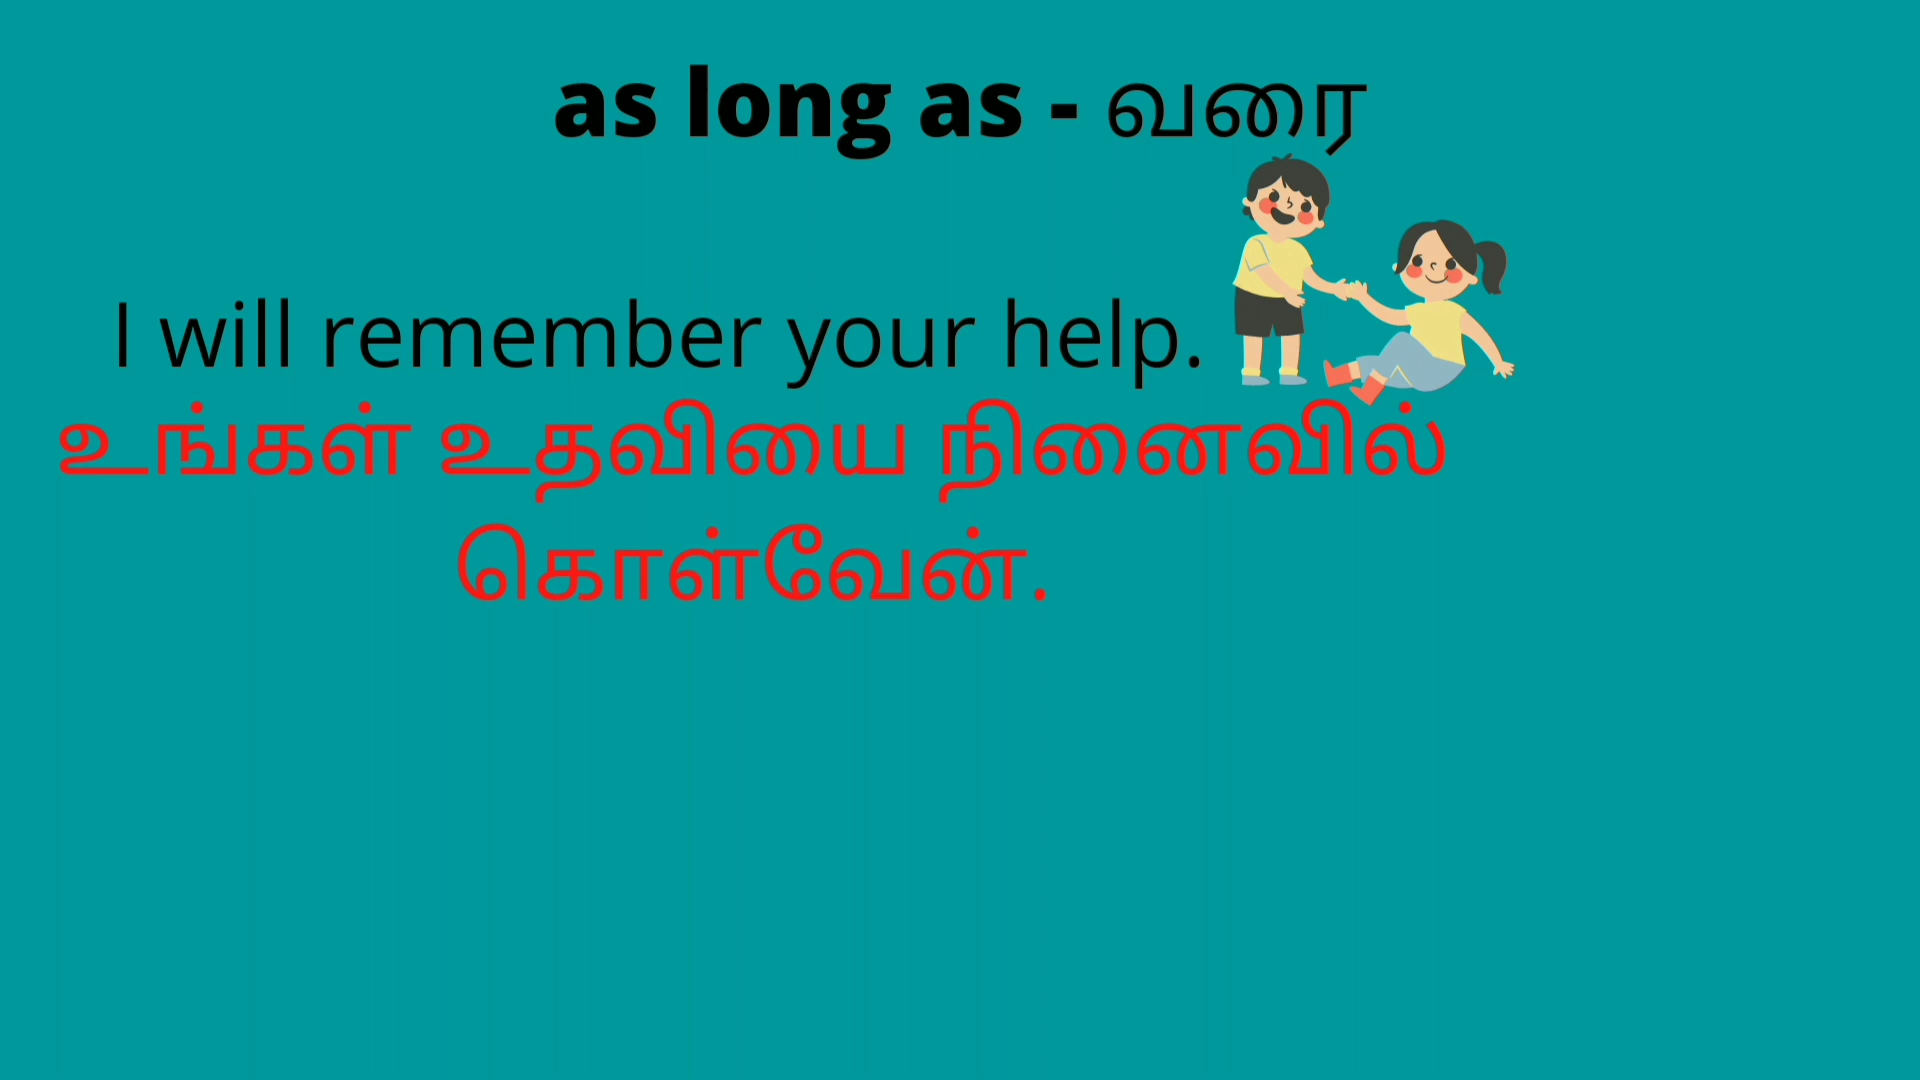 as long as - வரை
I will remember your help.
உங்கள் உதவியை நினைவில்
கொள்வேன்.